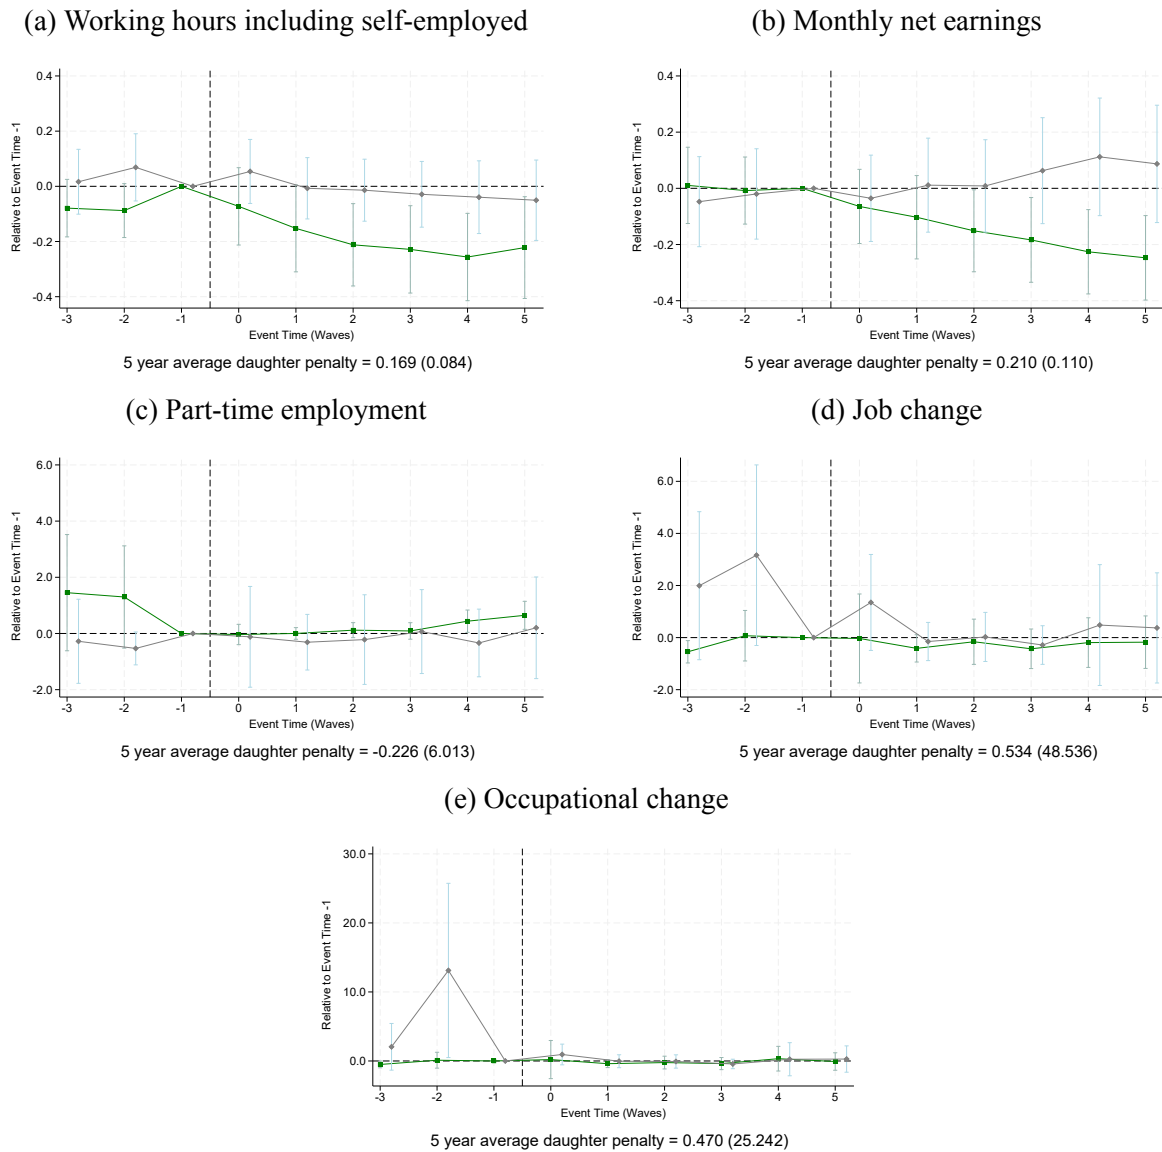 (a) Working hours including self-employed
0.4
0.2
0.0
-0.2
-0.4
Relative to Event Time -1
-3 -2 -1 0 1 2 3 4 5
Event Time (Waves)
5 year average daughter penalty = 0.169 (0.084)
(b) Monthly net earnings
0.4
0.2
0.0
-0.2
-0.4
Relative to Event Time -1
-3 -2 -1 0 1 2 3 4 5
Event Time (Waves)
5 year average daughter penalty = 0.210 (0.110)
(c) Part-time employment
6.0
4.0
2.0
0.0
-2.0
Relative to Event Time -1
-3 -2 -1 0 1 2 3 4 5
Event Time (Waves)
5 year average daughter penalty = -0.226 (6.013)
(d) Job change
6.0
4.0
2.0
0.0
-2.0
Relative to Event Time -1
-3 -2 -1 0 1 2 3 4 5
Event Time (Waves)
5 year average daughter penalty = 0.534 (48.536)
(e) Occupational change
30.0
20.0
10.0
0.0
Relative to Event Time -1
-3 -2 -1 0 1 2 3 4 5
Event Time (Waves)
5 year average daughter penalty = 0.470 (25.242)